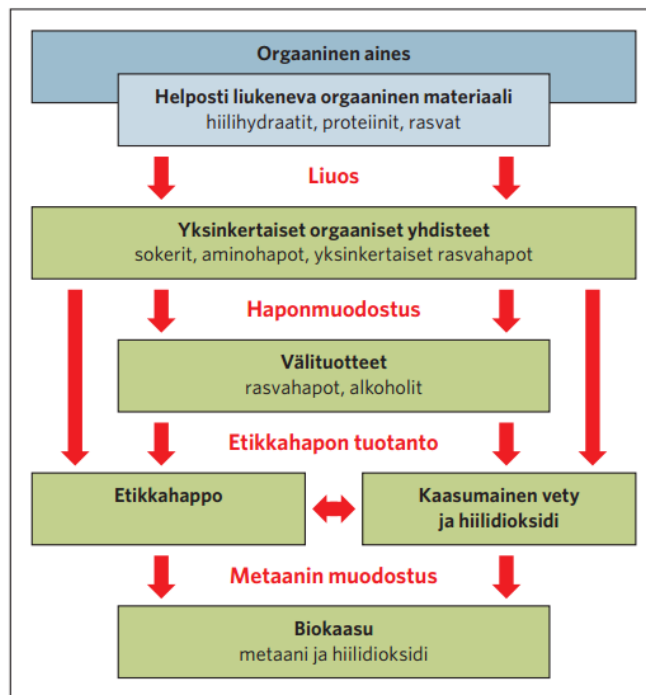 Orgaaninen aines
Helposti liukeneva orgaaninen materiaali
hiilihydraatit, proteiinit, rasvat
Liuos
Yksinkertaiset orgaaniset yhdisteet
sokerit, aminohapot, yksinkertaiset rasvahapot
Haponmuodostus
Välituotteet
rasvahapot, alkoholit
Etikkahapon tuotanto
Etikkahappo
Kaasumainen vety
ja hiilidioksidi
Metaanin muodostus
Biokaasu
metaani ja hiilidioksidi